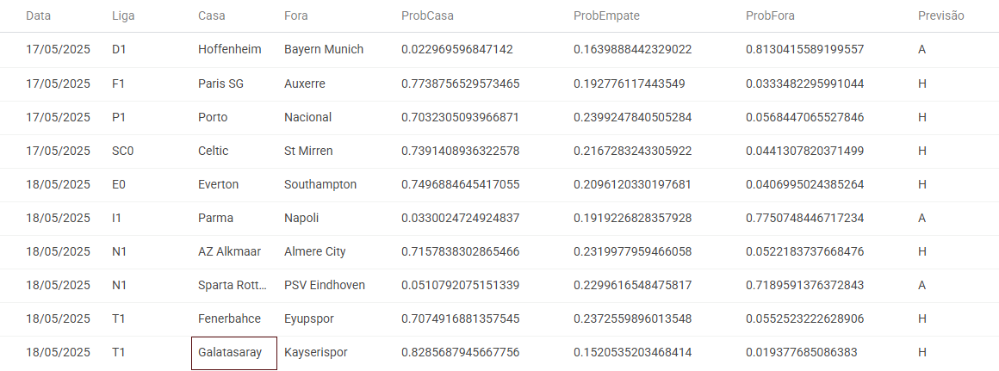 Data Liga Casa Fora ProbCasa ProbEmpate ProbFora Previsão
17/05/2025 D1 Hoffenheim Bayern Munich 0.022969596847142 0.1639888442329022 0.8130415589199557 A
17/05/2025 F1 Paris SG Auxerre 0.7738756529573465 0.192776117443549 0.0333482295991044 H
17/05/2025 P1 Porto Nacional 0.7032305093966871 0.2399247840505284 0.0568447065527846 H
17/05/2025 SC0 Celtic St Mirren 0.7391408936322578 0.2167283243305922 0.0441307820371499 H
18/05/2025 E0 Everton Southampton 0.7496884645417055 0.2096120330197681 0.0406995024385264 H
18/05/2025 I1 Parma Napoli 0.0330024724924837 0.1919226828357928 0.7750748446717234 A
18/05/2025 N1 AZ Alkmaar Almere City 0.7157838302865466 0.2319977959466058 0.0522183737668476 H
18/05/2025 N1 Sparta Rott... PSV Eindhoven 0.0510792075151339 0.2299616548475817 0.7189591376372843 A
18/05/2025 T1 Fenerbahce Eyupspor 0.7074916881357545 0.2372559896013548 0.0552523222628906 H
18/05/2025 T1 Galatasaray Kayserispor 0.8285687945667756 0.1520535203468414 0.019377685086383 H